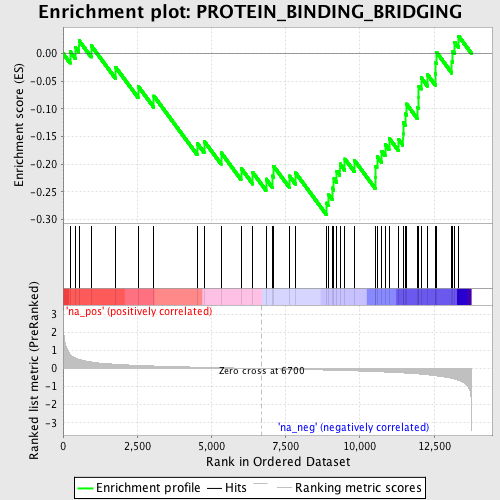 Enrichment plot: PROTEIN_BINDING_BRIDGING
Enrichment score (ES)
0.00
-0.05
-0.10
-0.15
-0.20
-0.25
-0.30
'na_pos' (positively correlated)
Ranked list metric (PreRanked)
3
2
1
0
-1
-2
-3
Zero cross at 6700
'na_neg' (negatively correlated)
0
2,500
5,000
7,500
10,000
12,500
Rank in Ordered Dataset
Enrichment profile
Hits
Ranking metric scores